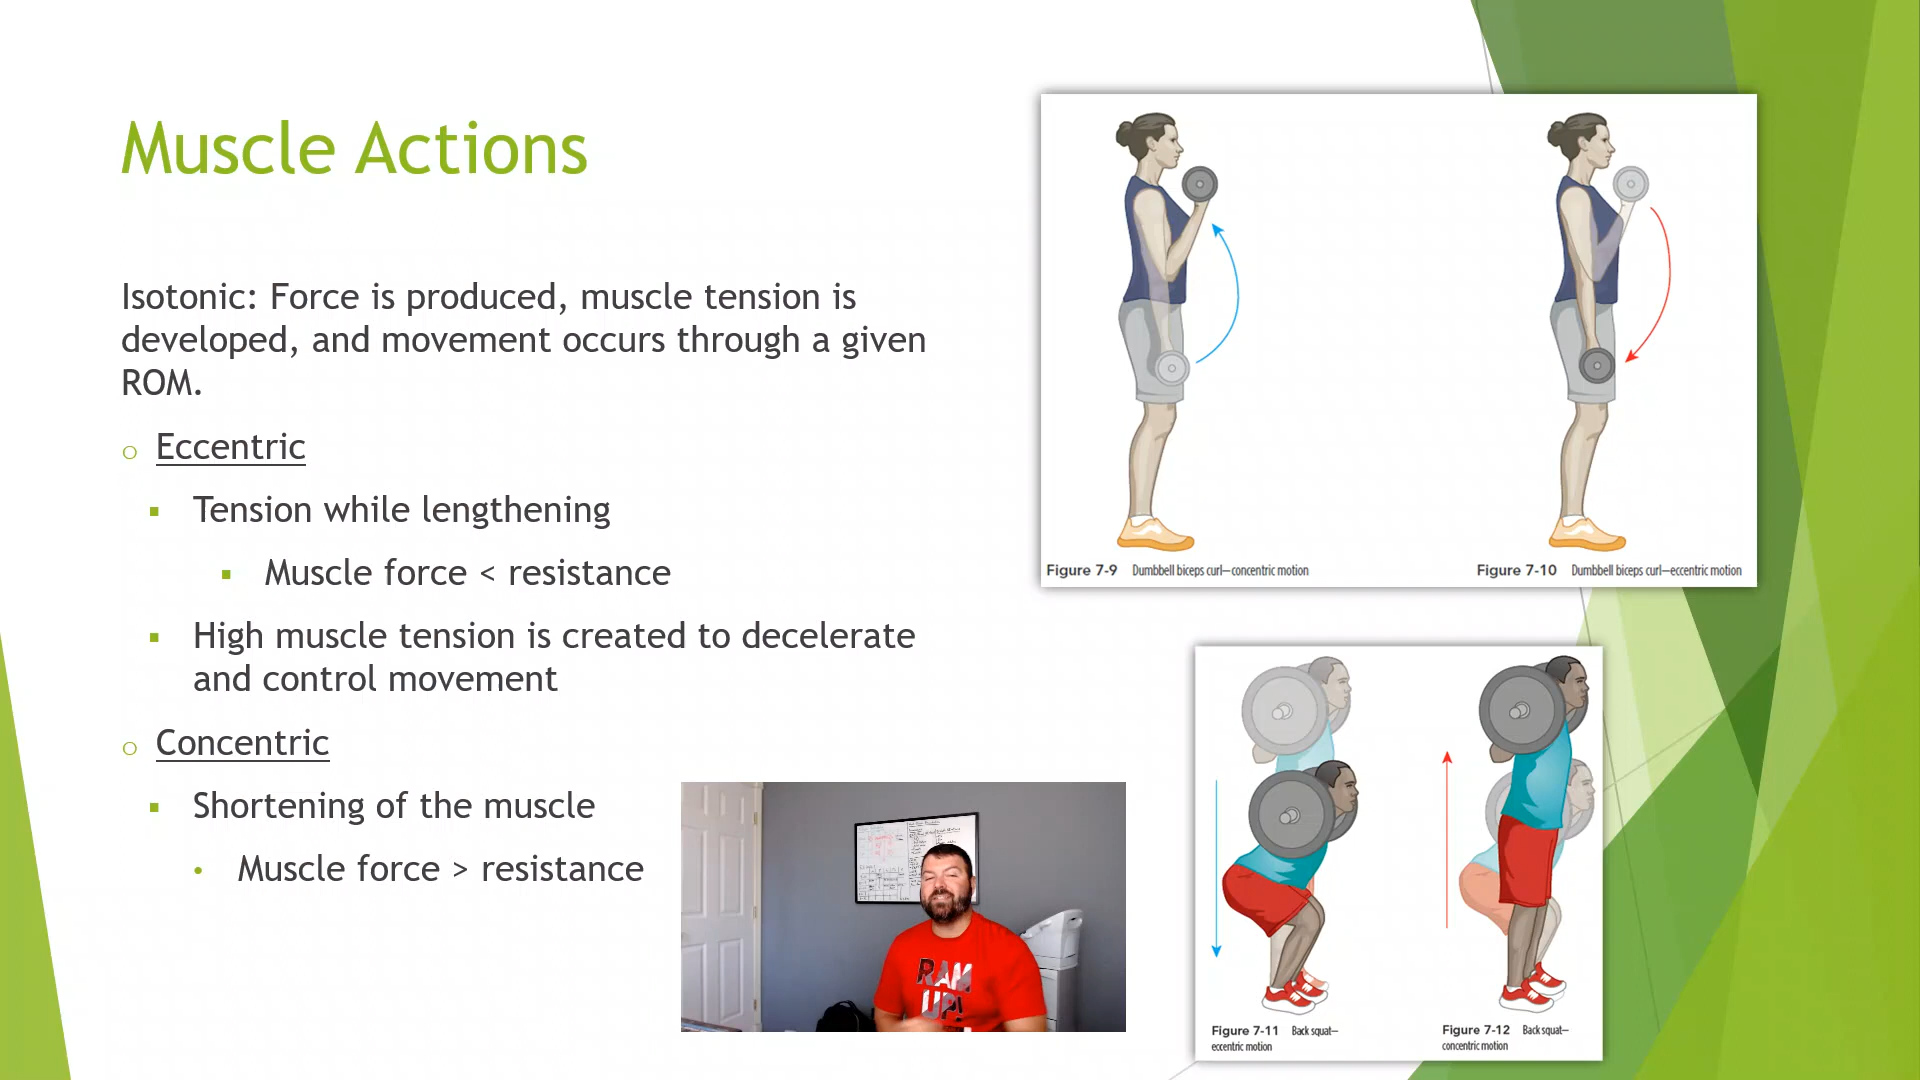 Muscle Actions
Isotonic: Force is produced, muscle tension is
developed, and movement occurs through a given
ROM.
Eccentric
Tension while lengthening
Muscle force < resistance
High muscle tension is created to decelerate
and control movement
Concentric
Shortening of the muscle
Muscle force > resistance
Figure 7-9 Dumbbell biceps curl—concentric motion
Figure 7-10 Dumbbell biceps curl—eccentric motion
RAM
UP!
Figure 7-11 Back squat—
eccentric motion
Figure 7-12 Back squat—
concentric motion